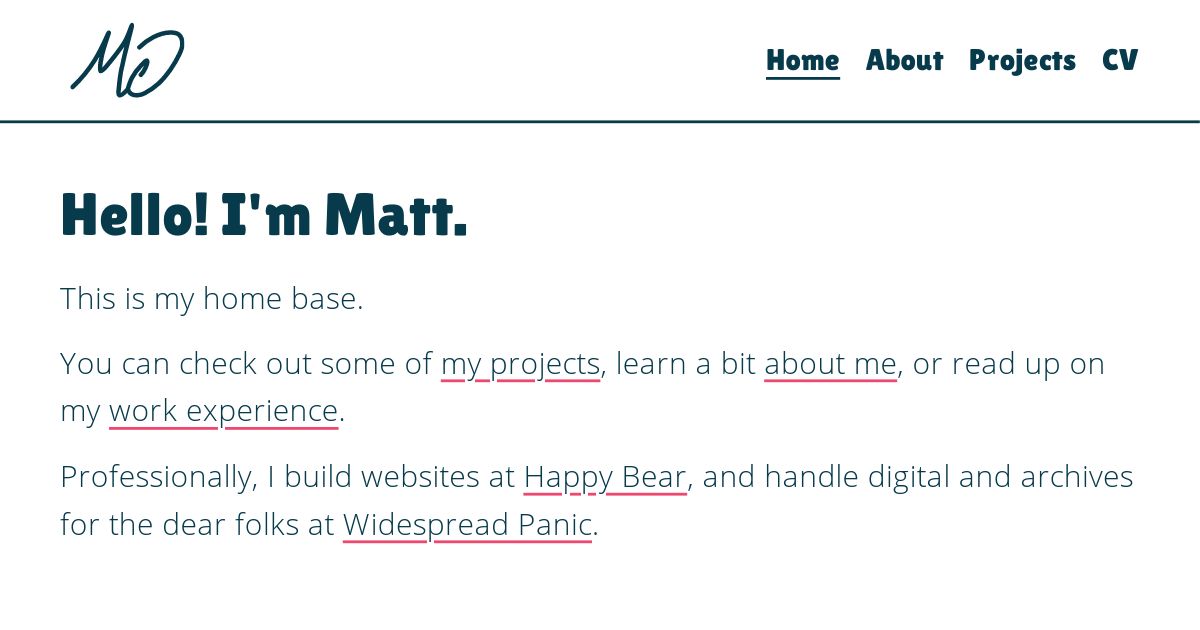 Home About Projects CV
Hello! I'm Matt.
This is my home base.
You can check out some of my projects, learn a bit about me, or read up on
my work experience.
Professionally, I build websites at Happy Bear, and handle digital and archives
for the dear folks at Widespread Panic.